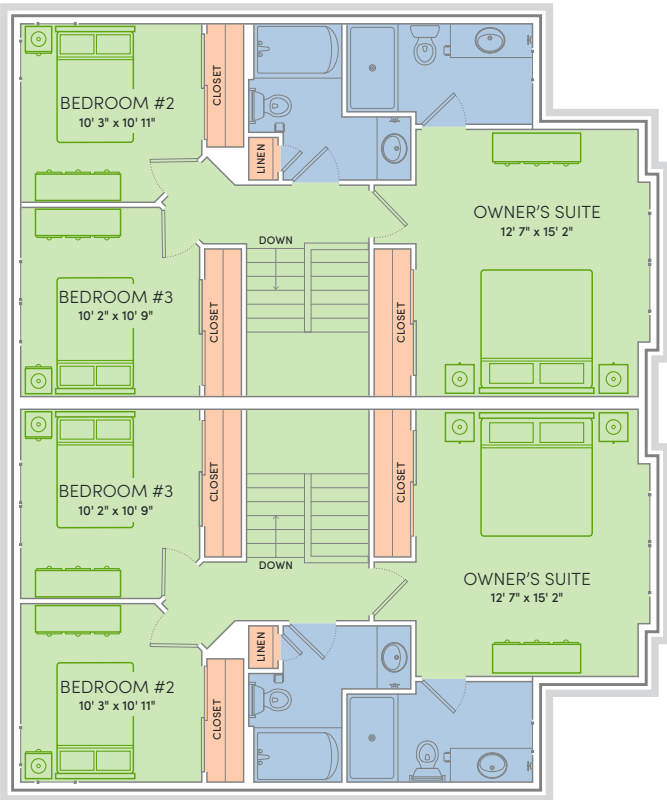 BEDROOM #2
10' 3" x 10' 11"
CLOSET
LINEN
OWNER'S SUITE
12' 7" x 15' 2"
DOWN
BEDROOM #3
10' 2" x 10' 9"
CLOSET
CLOSET
BEDROOM #3
10' 2" x 10' 9"
CLOSET
CLOSET
DOWN
OWNER'S SUITE
12' 7" x 15' 2"
LINEN
BEDROOM #2
10' 3" x 10' 11"
CLOSET